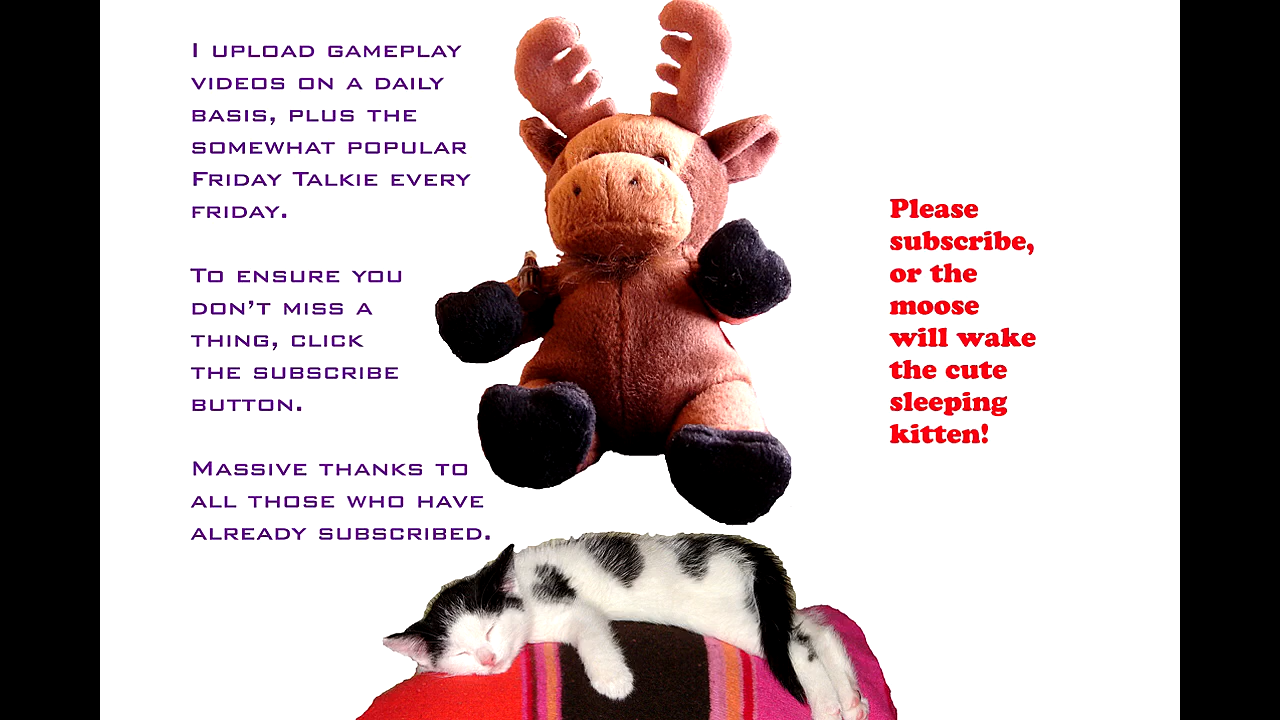 I upload gameplay
videos on a daily
basis, plus the
somewhat popular
Friday Talkie every
friday.
To ensure you
don't miss a
thing, click
the subscribe
button.
Massive thanks to
all those who have
already subscribed.
Please
subscribe,
or the
moose
will wake
the cute
sleeping
kitten!